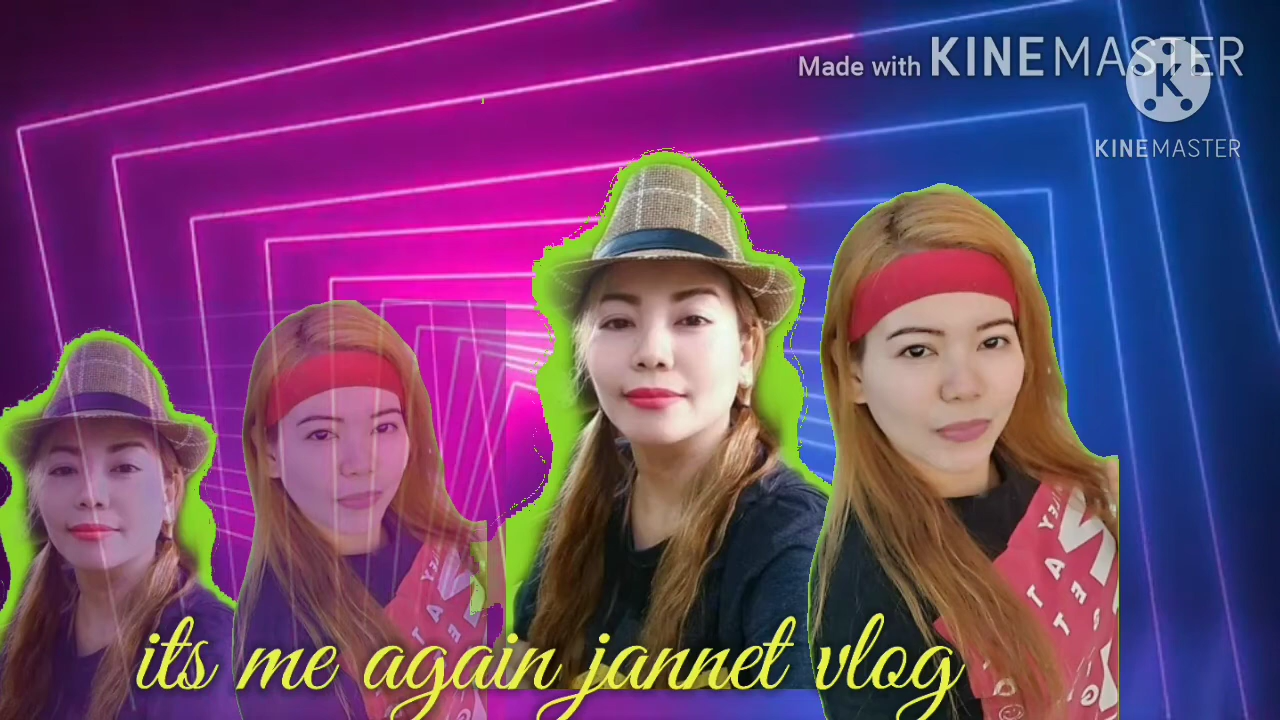 Made with KINEMASTER
K
KINEMASTER
its me again jannet vlog